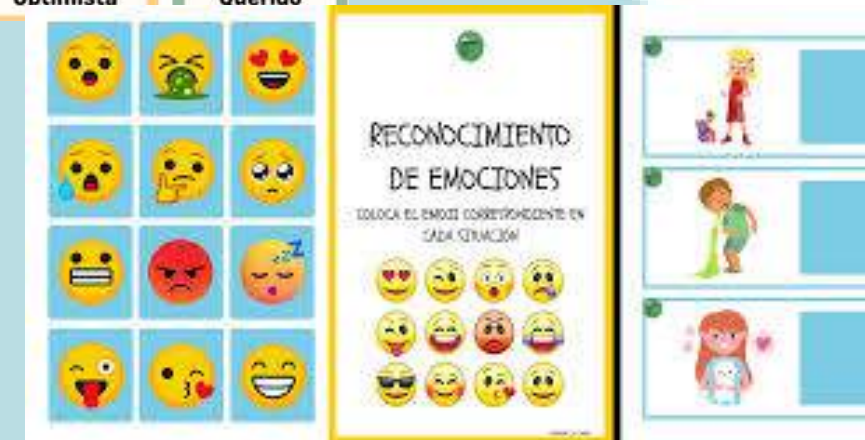 Optimista
Querido
RECONOCIMIENTO
DE EMOCIONES
COLOCA EL EMOJI CORRESPONDIENTE EN
CADA SITUACIÓN